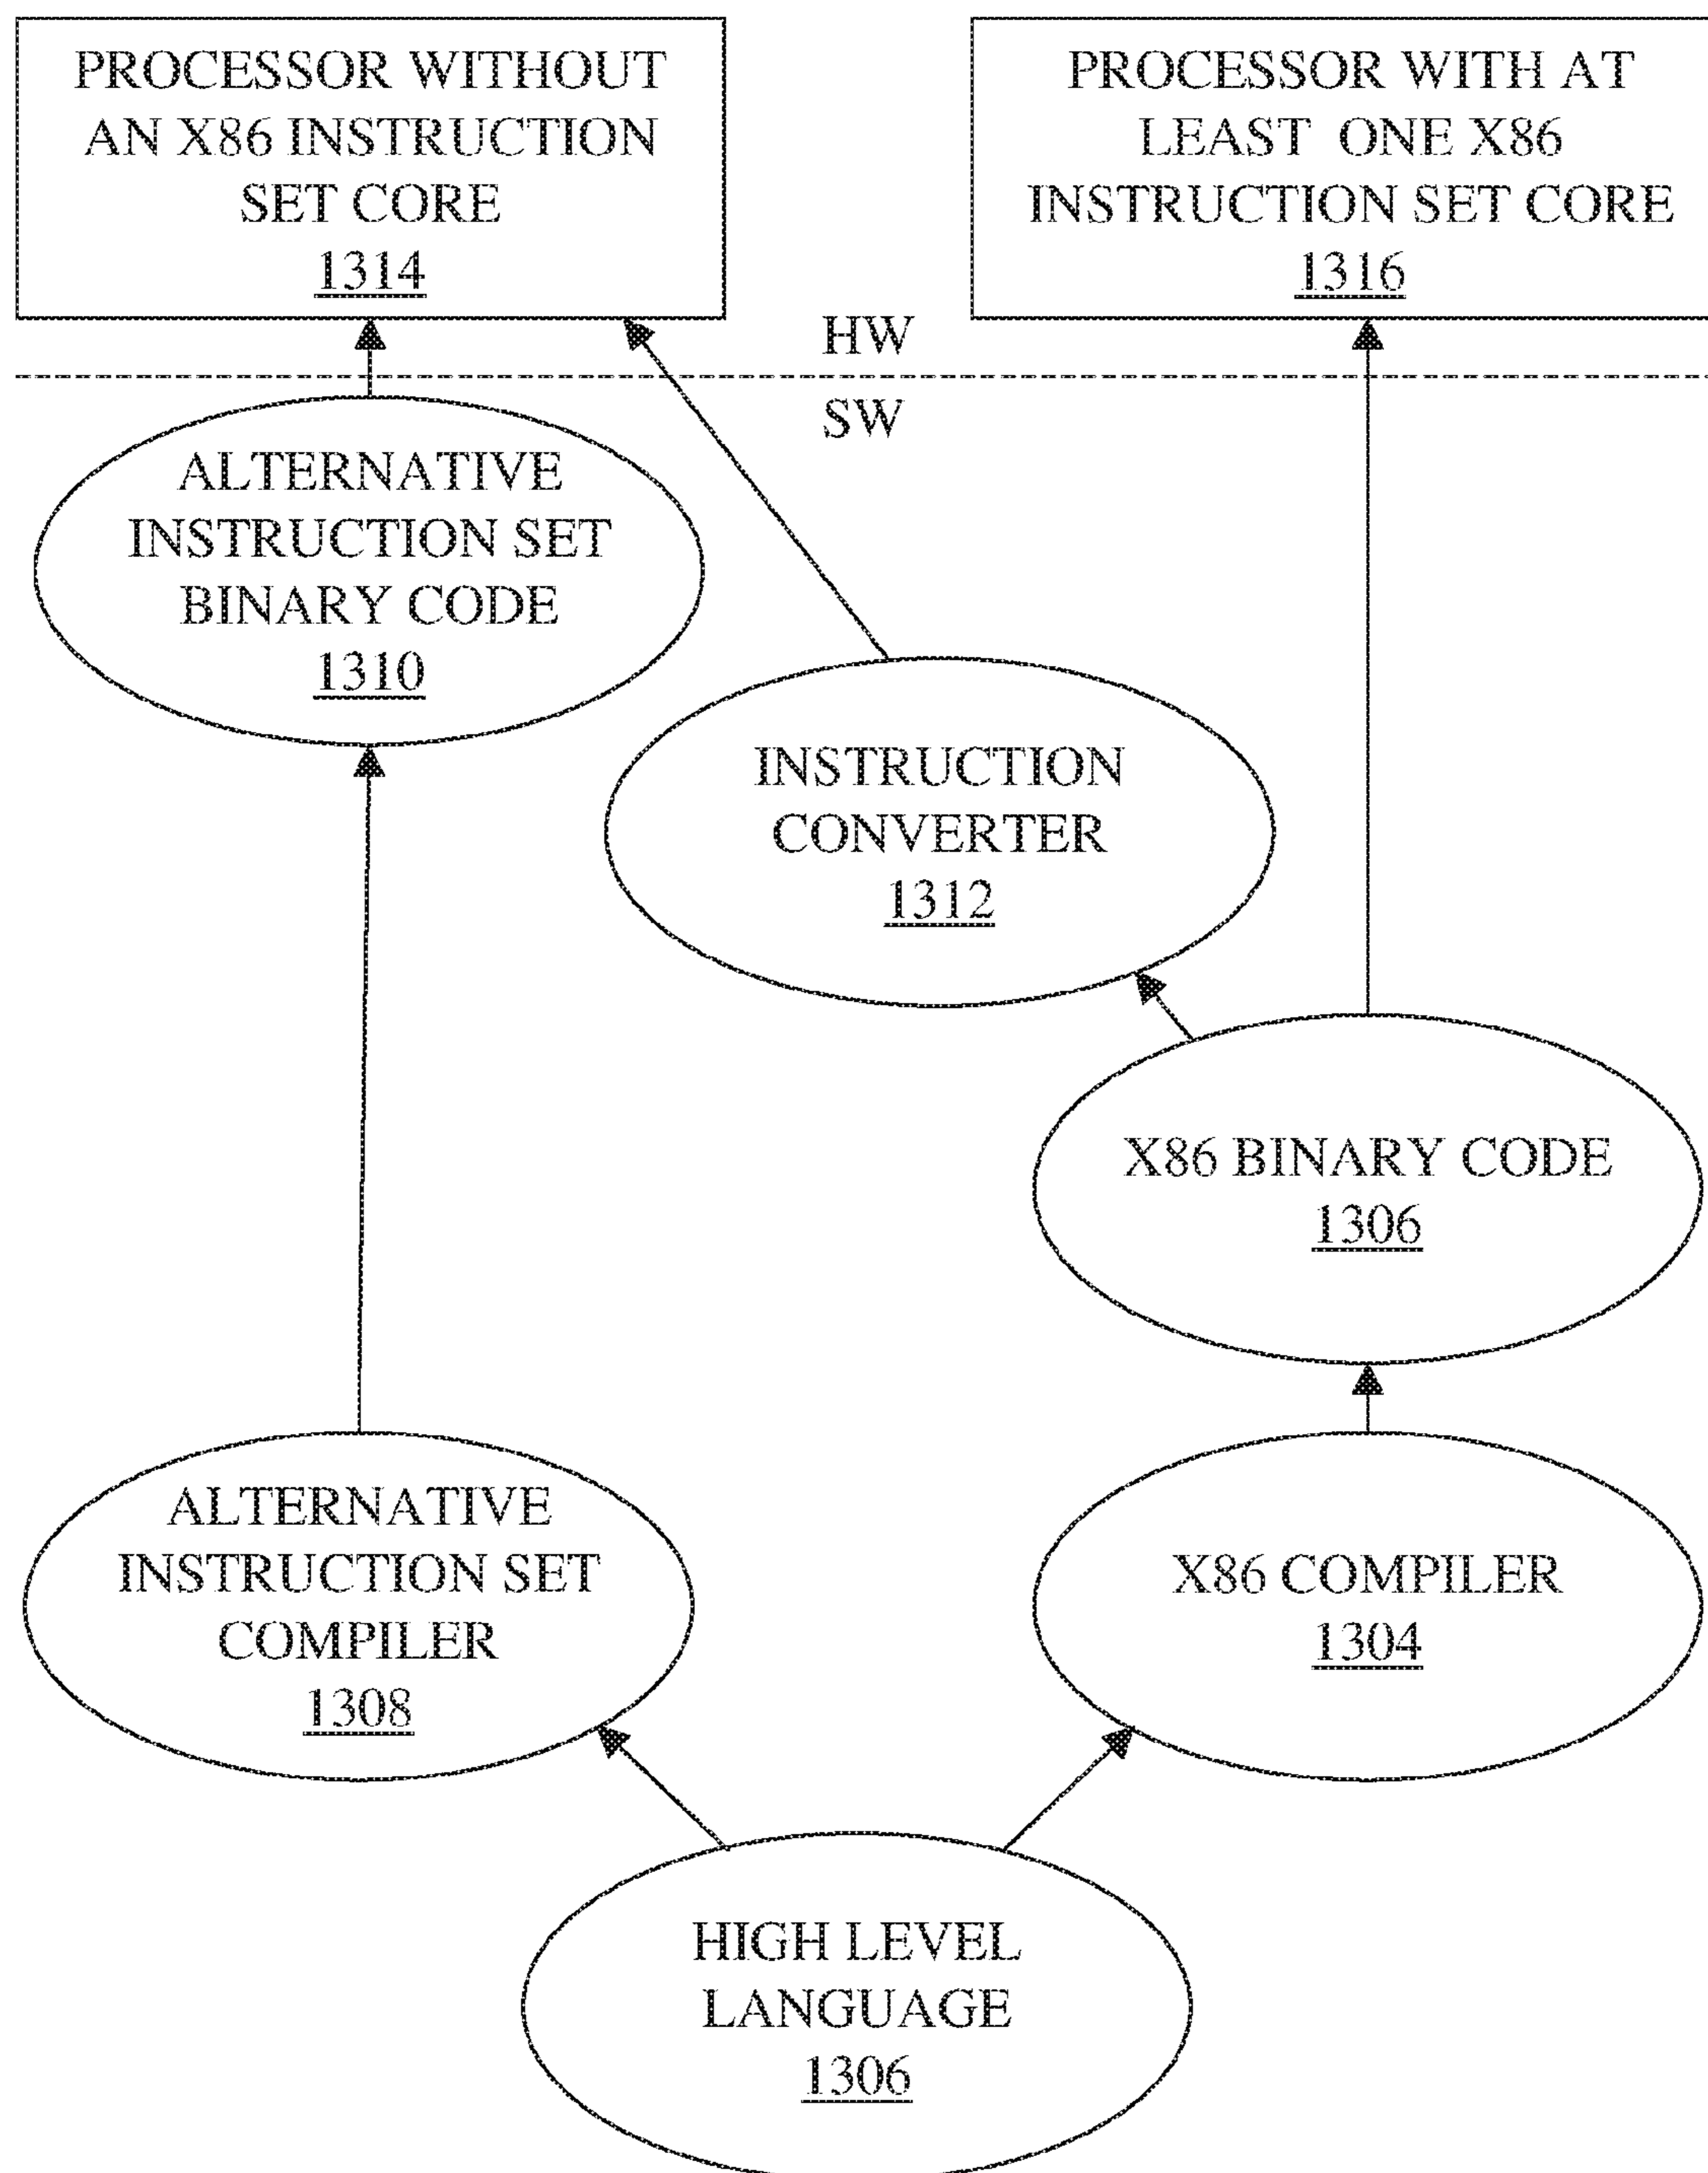 PROCESSOR WITHOUT
AN X86 INSTRUCTION
SET CORE
1314
PROCESSOR WITH AT
LEAST ONE X86
INSTRUCTION SET CORE
1316
HW
SW
ALTERNATIVE
INSTRUCTION SET
BINARY CODE
1310
INSTRUCTION
CONVERTER
1312
X86 BINARY CODE
1306
ALTERNATIVE
INSTRUCTION SET
COMPILER
1308
X86 COMPILER
1304
HIGH LEVEL
LANGUAGE
1306